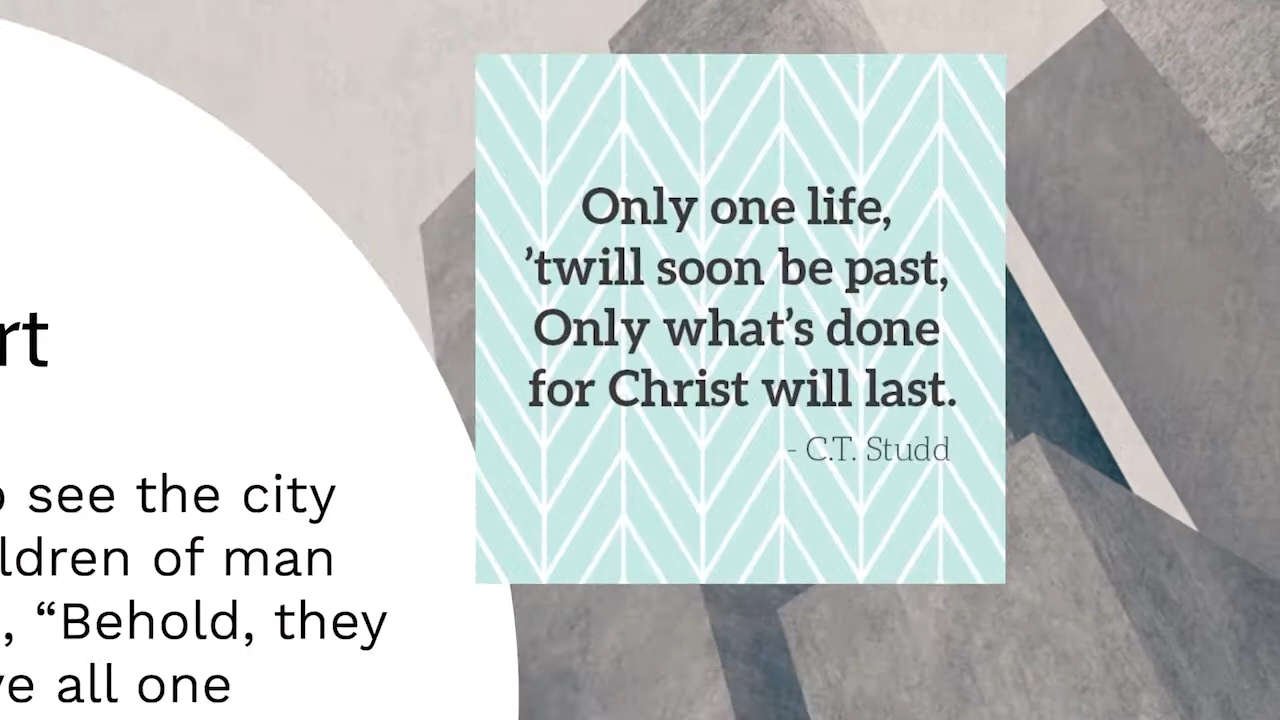 rt
see the city
ldren of man
, “Behold, they
e all one
Only one life,
’twill soon be past,
Only what’s done
for Christ will last.
- C.T. Studd